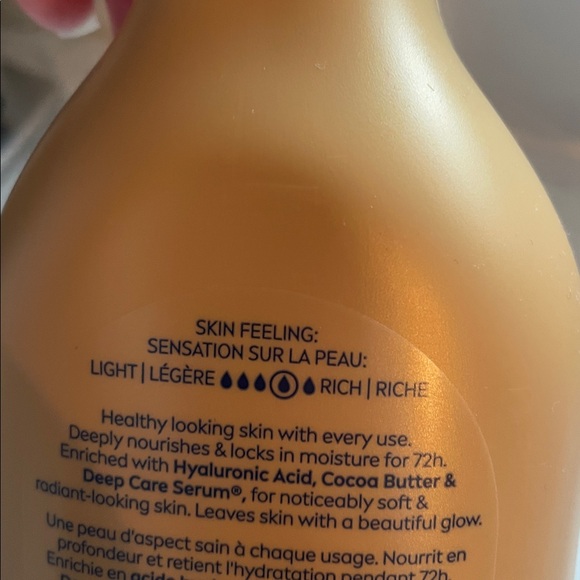 SKIN FEELING:
SENSATION SUR LA PEAU:
LIGHT | LÉGÈRE RICH | RICHE
Healthy looking skin with every use.
Deeply nourishes & locks in moisture for 72h.
Enriched with Hyaluronic Acid, Cocoa Butter &
Deep Care Serum®, for noticeably soft &
radiant-looking skin. Leaves skin with a beautiful glow.
Une peau d'aspect sain à chaque usage. Nourrit en
profondeur et retient l'hydratation pendant 72h.
Enrichie en acide